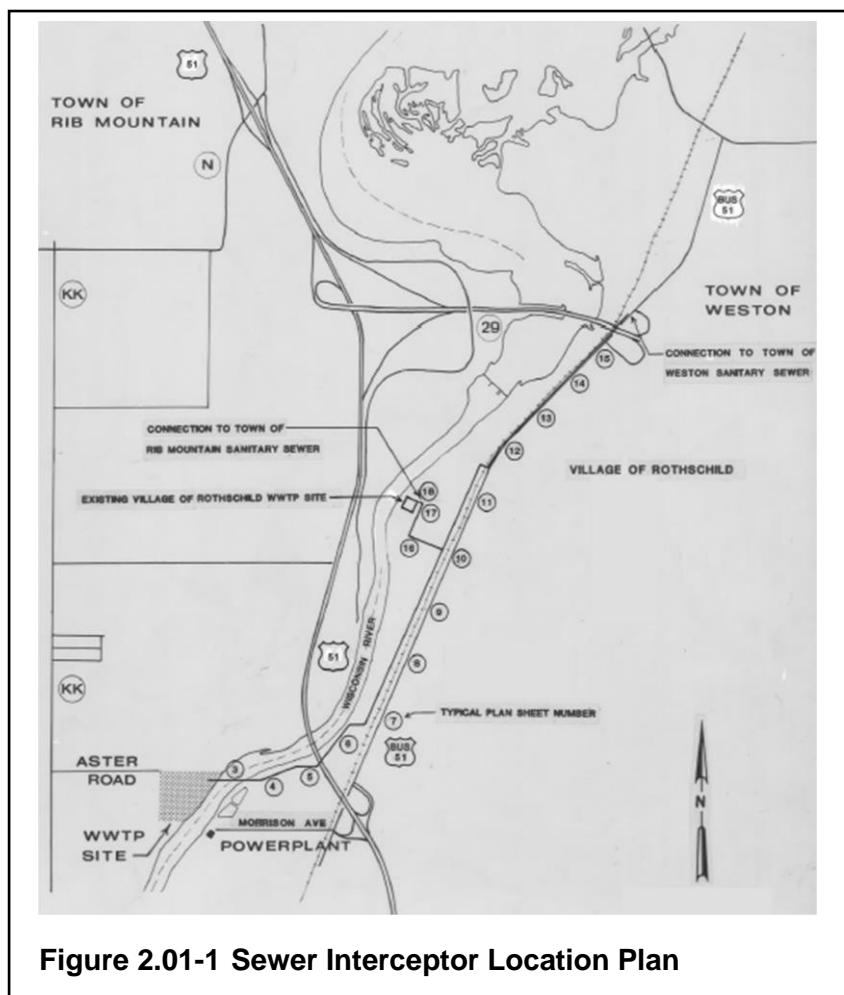 51
TOWN OF
RIB MOUNTAIN
N
BUS
51
KK
TOWN OF
WESTON
29
CONNECTION TO TOWN OF
WESTON SANITARY SEWER
15
14
13
CONNECTION TO TOWN OF
RIB MOUNTAIN SANITARY SEWER
12
VILLAGE OF ROTHSCHILD
11
18
EXISTING VILLAGE OF ROTHSCHILD WWTP SITE
17
16
10
9
WISCONSIN RIVER
51
8
KK
7
TYPICAL PLAN SHEET NUMBER
6
BUS
51
ASTER
ROAD
3
5
4
N
MORRISON AVE
WWTP
SITE
POWERPLANT
Figure 2.01-1 Sewer Interceptor Location Plan